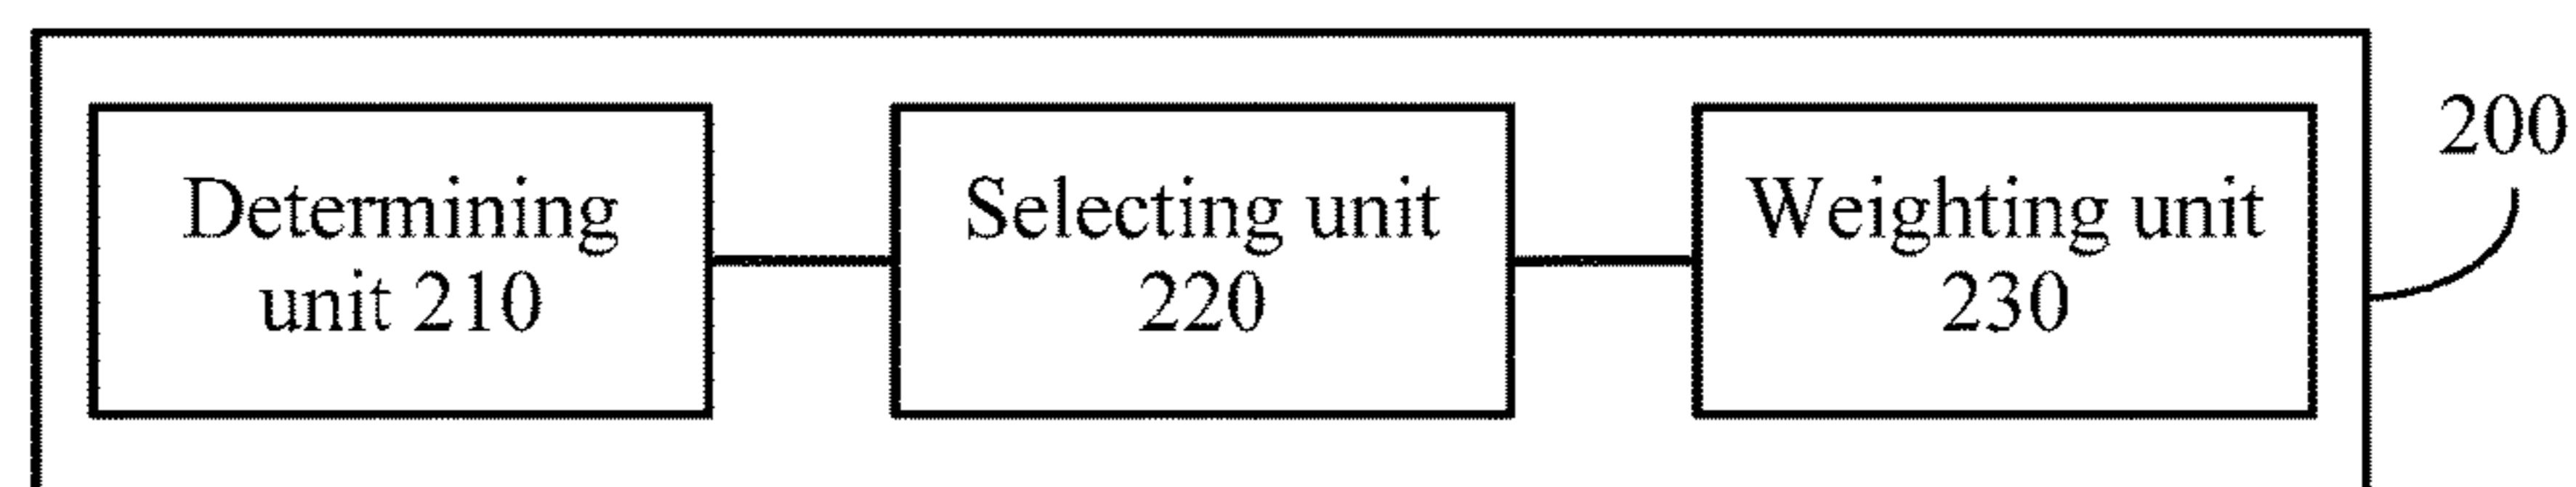 Determining
unit 210
Selecting unit
220
Weighting unit
230
200